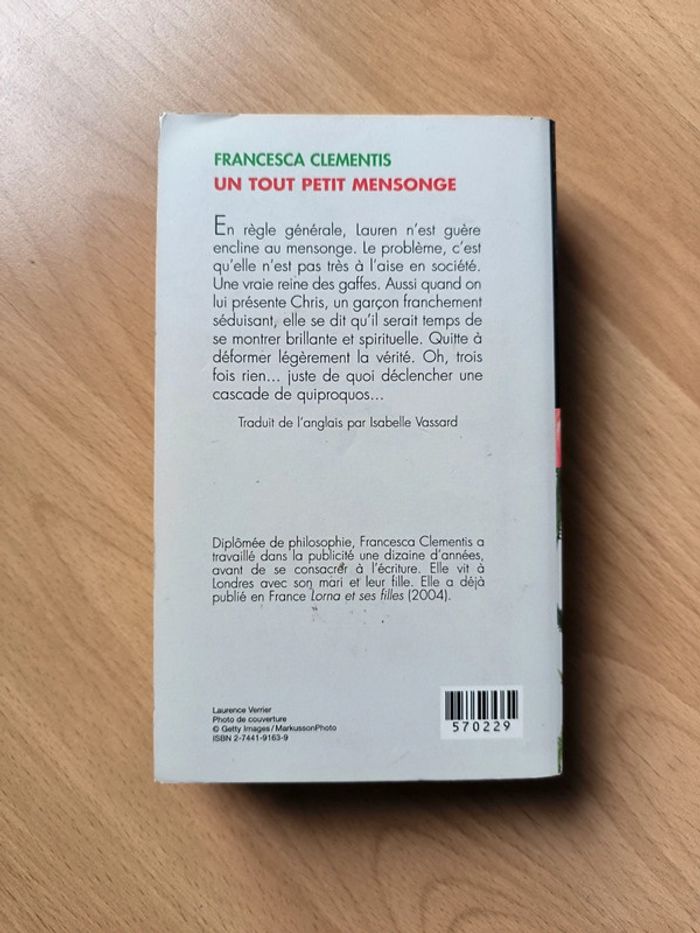 FRANCESCA CLEMENTIS
UN TOUT PETIT MENSONGE
En règle générale, Lauren n'est guère
encline au mensonge. Le problème, c'est
qu'elle n'est pas très à l'aise en société.
Une vraie reine des gaffes. Aussi quand on
lui présente Chris, un garçon franchement
séduisant, elle se dit qu'il serait temps de
se montrer brillante et spirituelle. Quitte à
déformer légèrement la vérité. Oh, trois
fois rien... juste de quoi déclencher une
cascade de quiproquos...
Traduit de l'anglais par Isabelle Vassard
Diplômée de philosophie, Francesca Clementis a
travaillé dans la publicité une dizaine d'années,
avant de se consacrer à l'écriture. Elle vit à
Londres avec son mari et leur fille. Elle a déjà
publié en France Lorna et ses filles (2004).
Laurence Verrier
Photo de couverture
© Getty Images / MarkussonPhoto
ISBN 2-7441-9163-9
570229